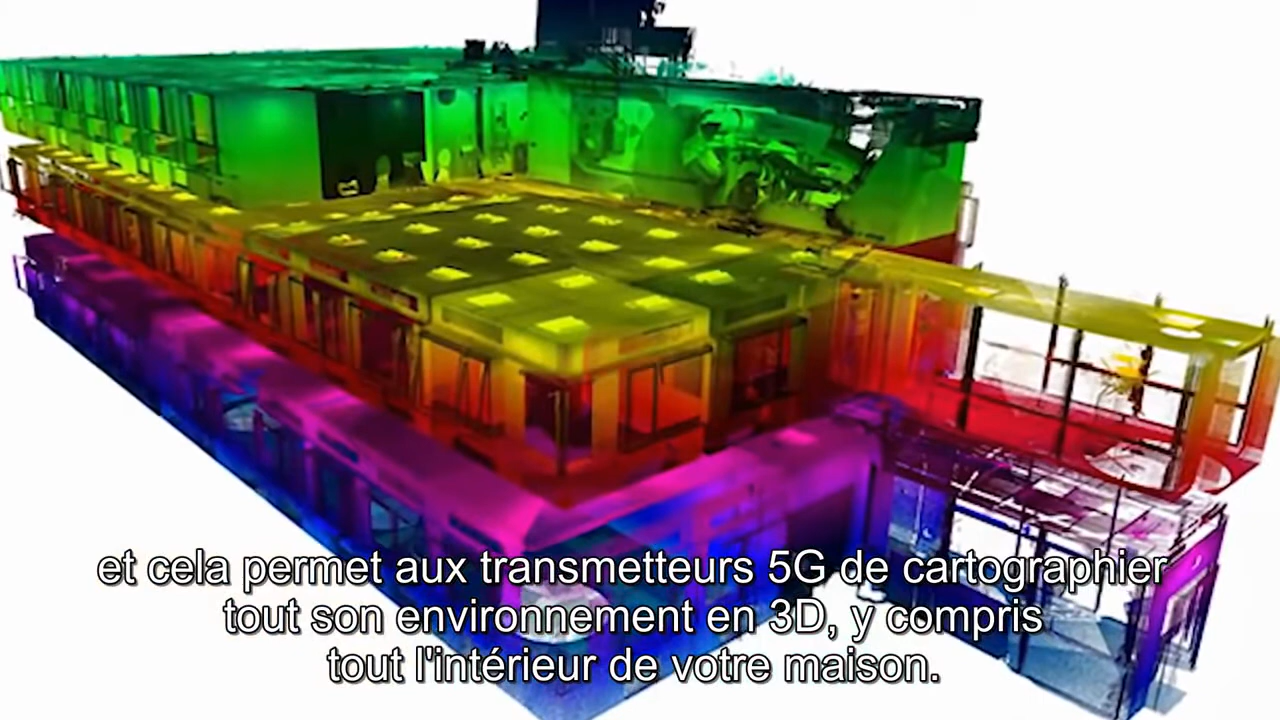 et cela permet aux transmetteurs 5G de cartographier
tout son environnement en 3D, y compris
tout l'intérieur de votre maison.